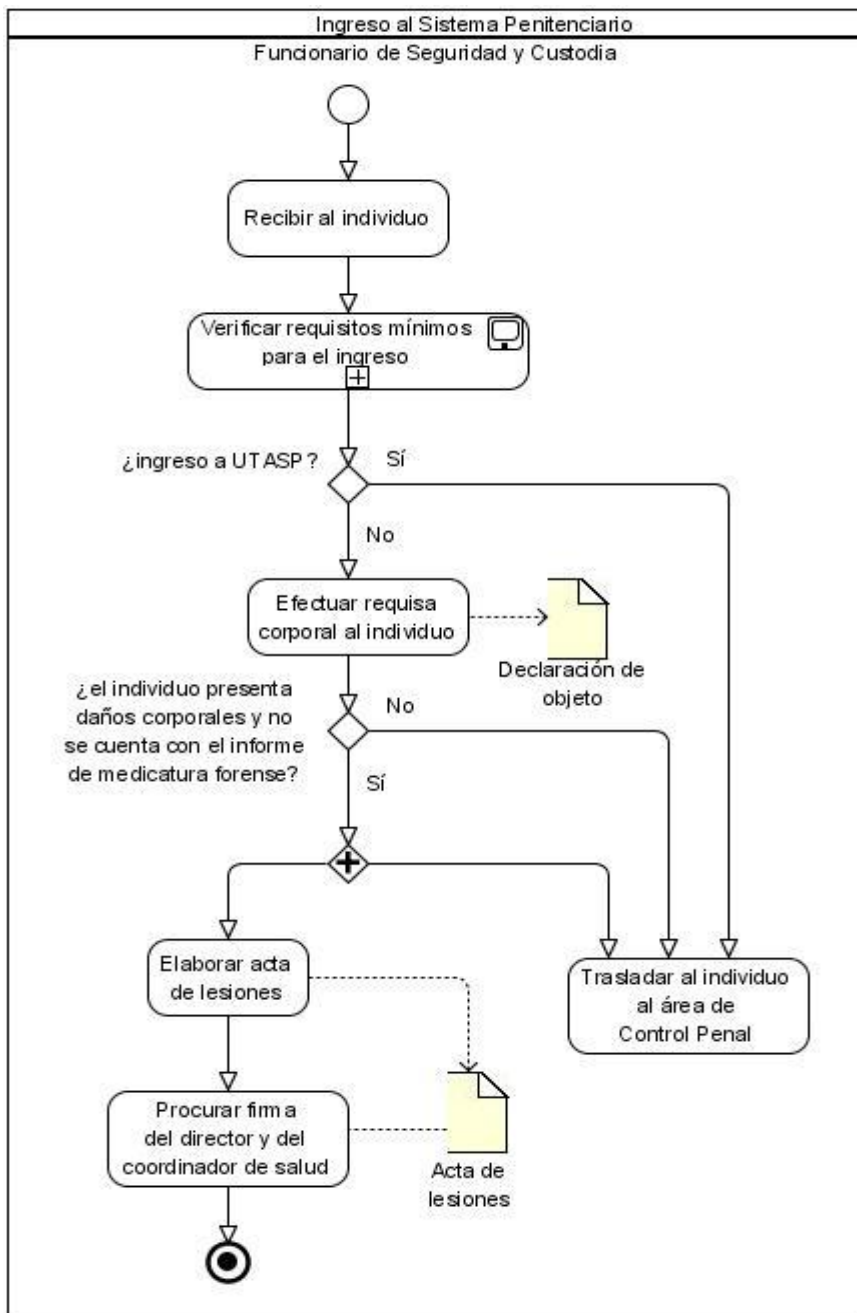 Ingreso al Sistema Penitenciario
Funcionario de Seguridad y Custodia
Recibir al individuo
Verificar requisitos mínimos
para el ingreso
¿ingreso a UTASP?
Sí
No
Efectuar requisa
corporal al individuo
Declaración de
objeto
¿el individuo presenta
daños corporales y no
se cuenta con el informe
de medicatura forense?
No
Sí
Elaborar acta
de lesiones
Trasladar al individuo
al área de
Control Penal
Procurar firma
del director y del
coordinador de salud
Acta de
lesiones